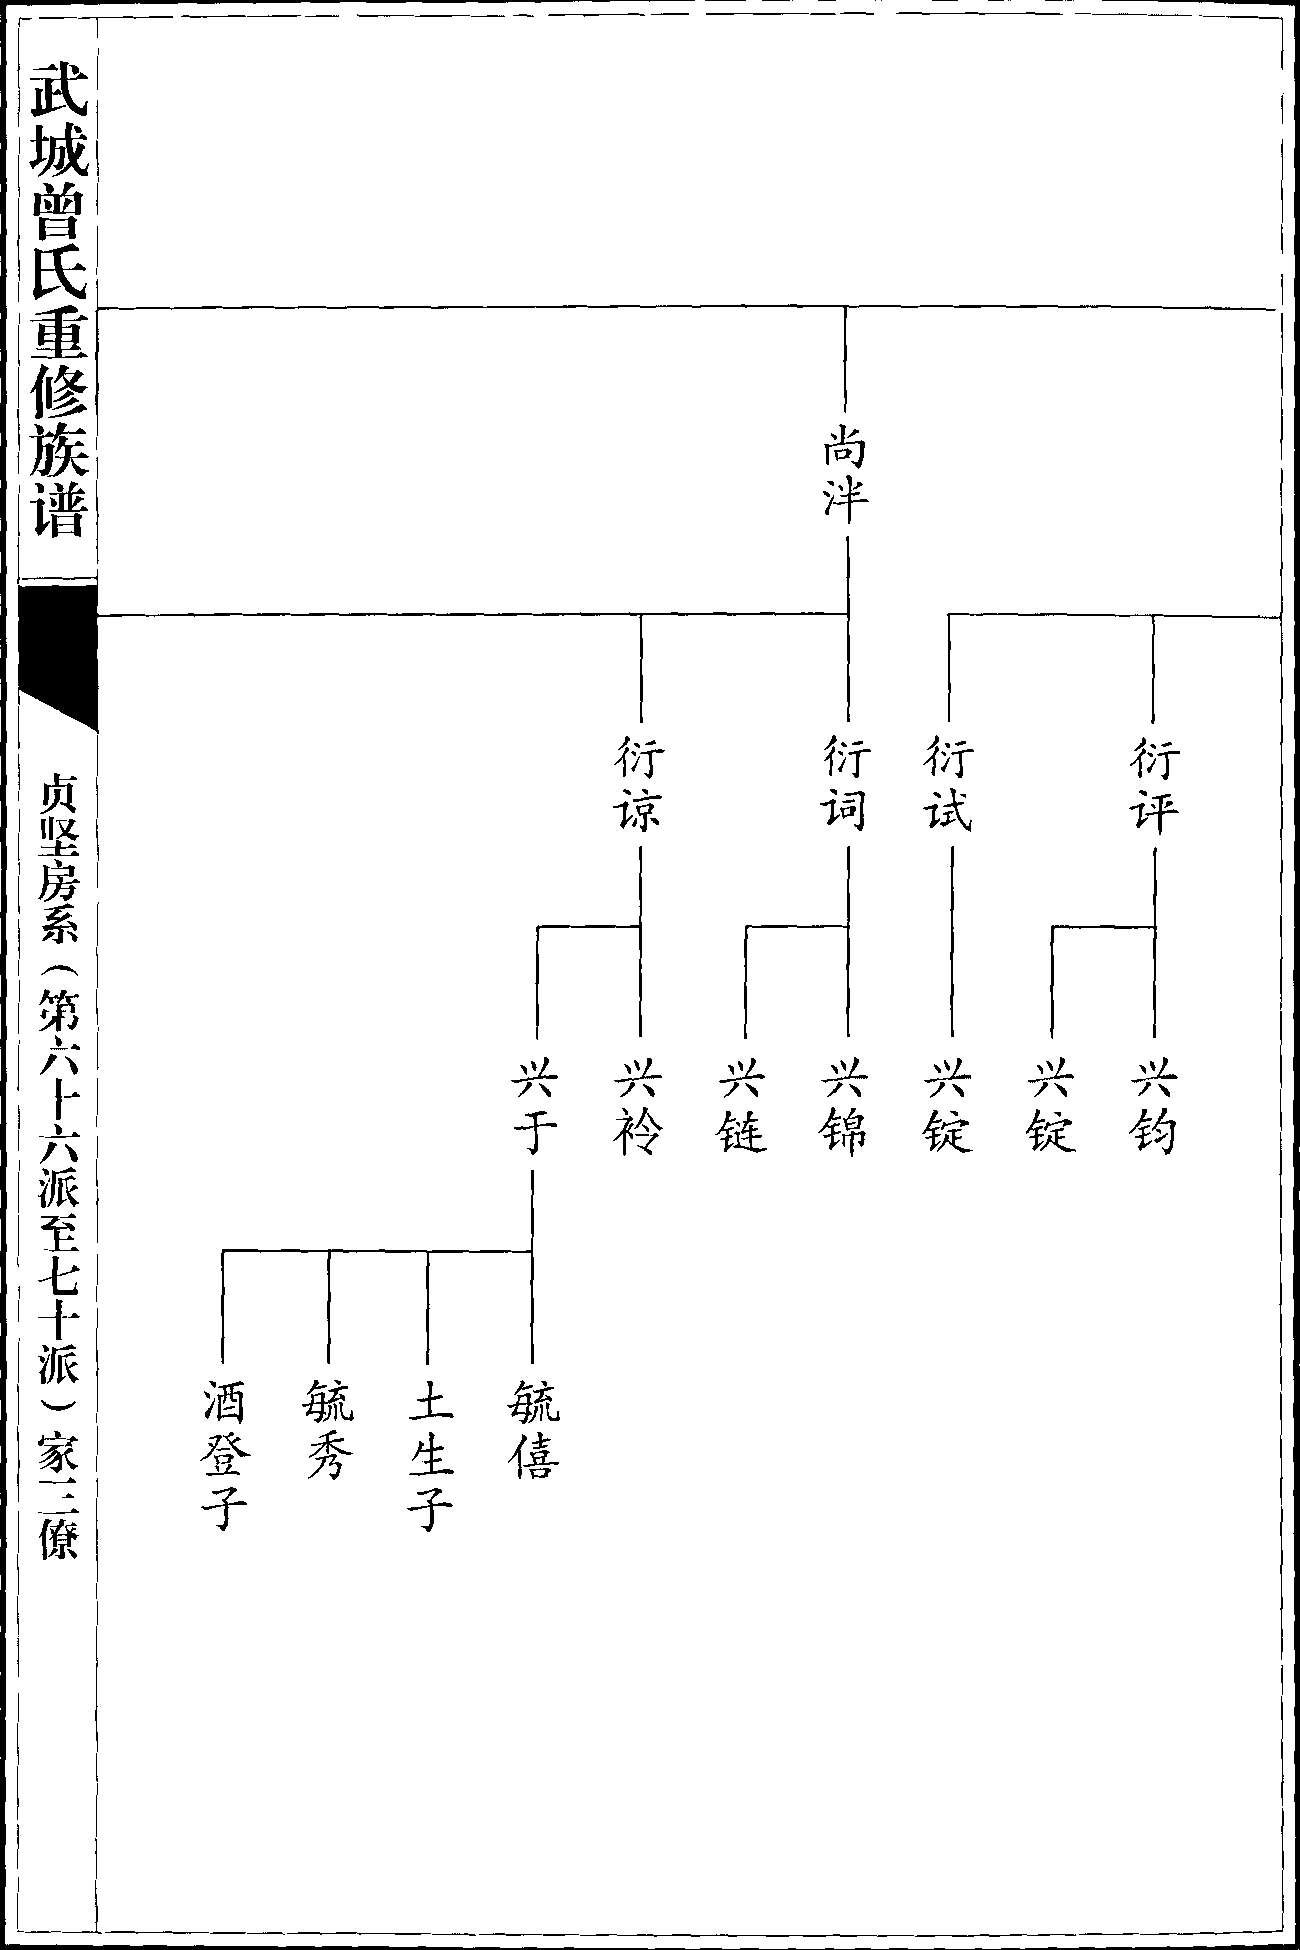 武城曾氏重修族谱
贞坚房系（第六十六派至七十派）家三僚
尚泮
衍评
衍试
衍词
衍谅
兴钧
兴锭
兴锭
兴锦
兴链
兴衿
兴于
毓僖
土生子
毓秀
酒登子